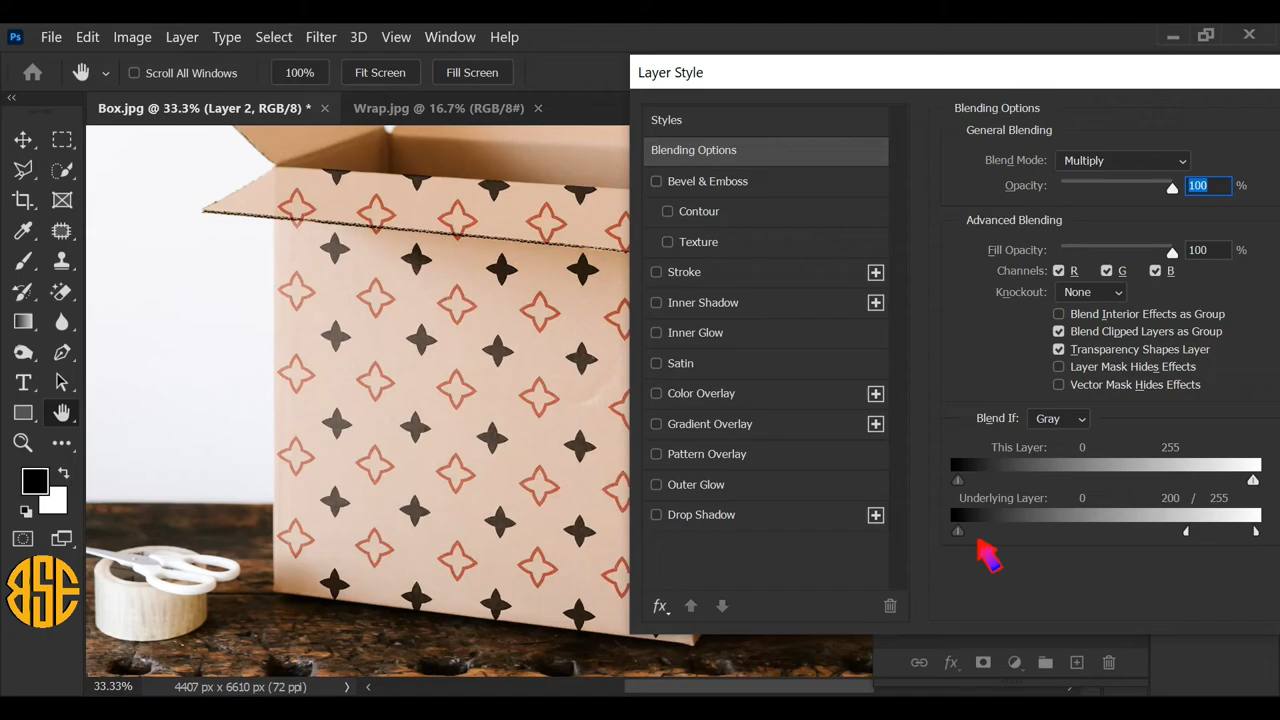 Ps File Edit Image Layer Type Select Filter 3D View Window Help
Scroll All Windows 100% Fit Screen Fill Screen
Layer Style
Box.jpg @ 33.3% (Layer 2, RGB/8) * Wrap.jpg @ 16.7% (RGB/8#)
Styles
Blending Options
Bevel & Emboss
Contour
Texture
Stroke
Inner Shadow
Inner Glow
Satin
Color Overlay
Gradient Overlay
Pattern Overlay
Outer Glow
Drop Shadow
fx
Blending Options
General Blending
Blend Mode: Multiply
Opacity: 100 %
Advanced Blending
Fill Opacity: 100 %
Channels: R G B
Knockout: None
Blend Interior Effects as Group
Blend Clipped Layers as Group
Transparency Shapes Layer
Layer Mask Hides Effects
Vector Mask Hides Effects
Blend If: Gray
This Layer: 0 255
Underlying Layer: 0 200 / 255
BSE
fx
33.33% 4407 px x 6610 px (72 ppi)